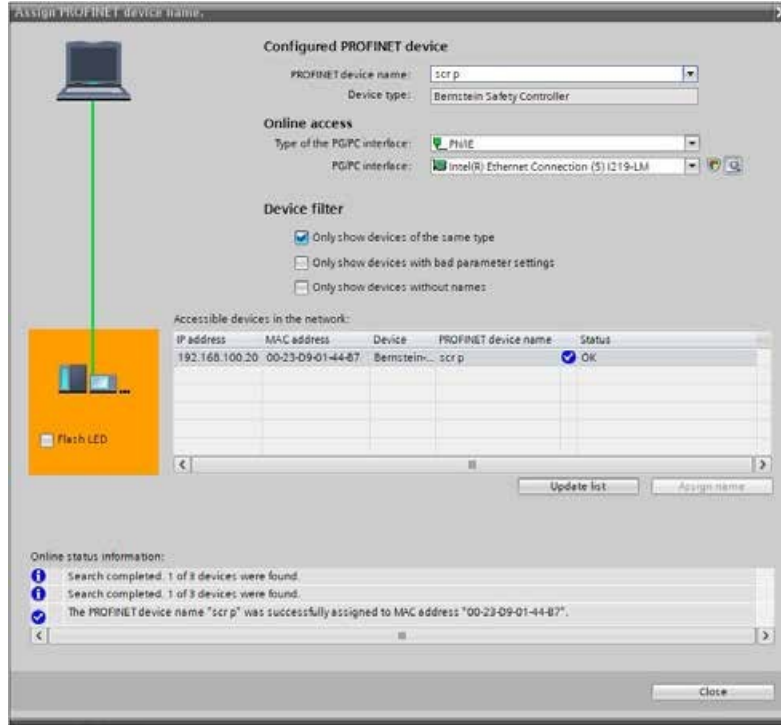 Assign PROFINET device name.
Configured PROFINET device
PROFINET device name: scr p
Device type: Bernstein Safety Controller
Online access
Type of the PG/PC interface: PN/IE
PG/PC interface: Intel(R) Ethernet Connection (5) I219-LM
Device filter
Only show devices of the same type
Only show devices with bad parameter settings
Only show devices without names
Accessible devices in the network:
IP address MAC address Device PROFINET device name Status
192.168.100.20 00-23-D9-01-44-B7 Bernstein-... scr p OK
Flash LED
Update list Assign name
Online status information:
Search completed. 1 of 3 devices were found.
Search completed. 1 of 3 devices were found.
The PROFINET device name "scr p" was successfully assigned to MAC address "00-23-D9-01-44-B7".
Close